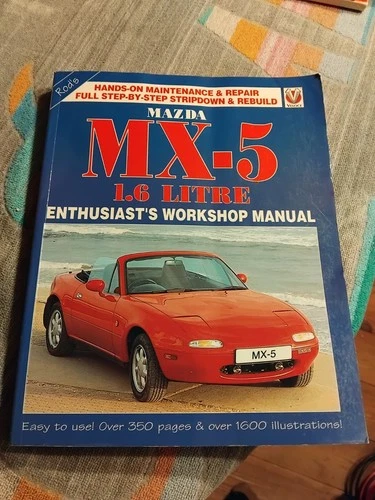 Rod's
HANDS-ON MAINTENANCE & REPAIR
FULL STEP-BY-STEP STRIPDOWN & REBUILD
VELOCE
MAZDA
MX-5
1.6 LITRE
ENTHUSIAST'S WORKSHOP MANUAL
MX-5
Easy to use! Over 350 pages & over 1600 illustrations!